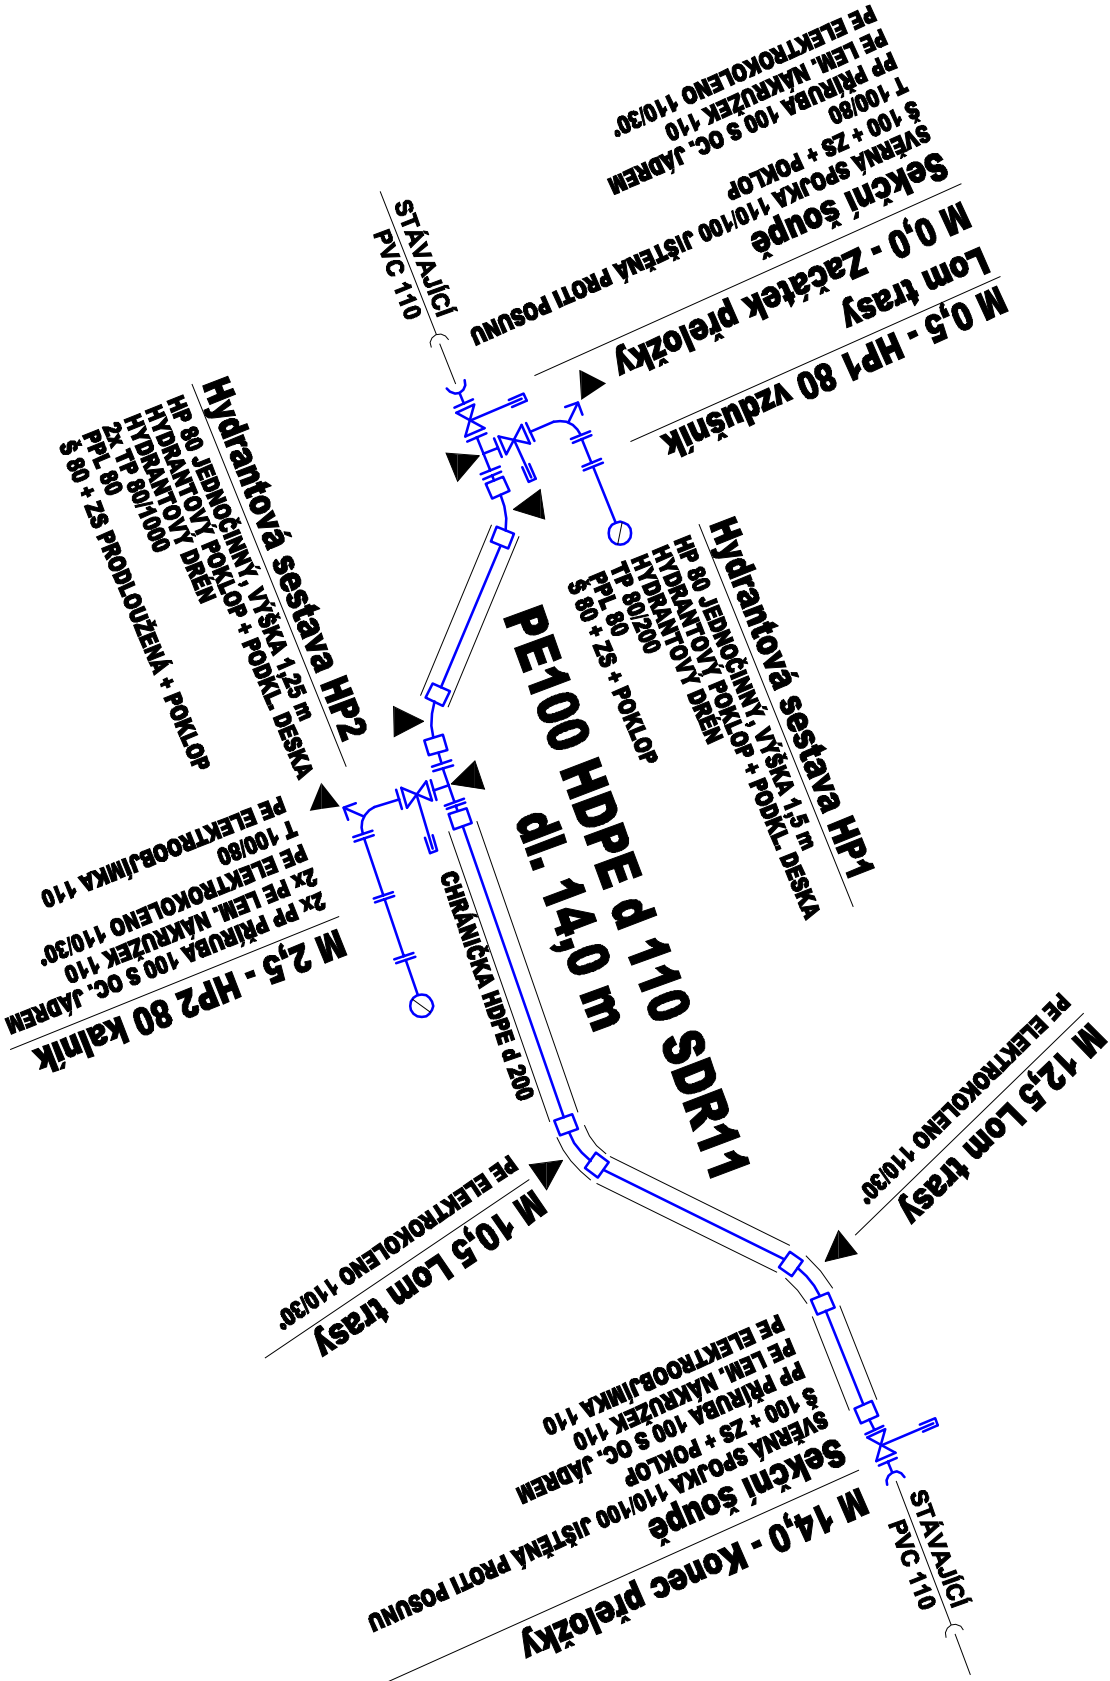 STÁVAJÍCÍ
PVC 110
M 0,0 - Začátek přeložky
Sekční šoupě
SVĚRNÁ SPOJKA 110/100 JIŠTĚNÁ PROTI POSUNU
Š 100 + ZS + POKLOP
T 100/80
PP PŘÍRUBA 100 S OC. JÁDREM
PE LEM. NÁKRUŽEK 110
PE ELEKTROKOLENO 110/30°
M 0,5 - HP1 80 vzdušník
Lom trasy
Hydrantová sestava HP1
HP 80 JEDNOČINNÝ, VÝŠKA 1,5 m
HYDRANTOVÝ POKLOP + PODKL. DESKA
HYDRANTOVÝ DRÉN
TP 80/200
PPL 80
Š 80 + ZS + POKLOP
Hydrantová sestava HP2
HP 80 JEDNOČINNÝ, VÝŠKA 1,25 m
HYDRANTOVÝ POKLOP + PODKL. DESKA
HYDRANTOVÝ DRÉN
2x TP 80/1000
PPL 80
Š 80 + ZS PRODLOUŽENÁ + POKLOP
M 2,5 - HP2 80 kalník
2x PP PŘÍRUBA 100 S OC. JÁDREM
2x PE LEM. NÁKRUŽEK 110
PE ELEKTROKOLENO 110/30°
T 100/80
PE ELEKTROOBJÍMKA 110
PE100 HDPE d 110 SDR11
dl. 14,0 m
CHRÁNIČKA HDPE d 200
M 10,5 Lom trasy
PE ELEKTROKOLENO 110/30°
M 12,5 Lom trasy
PE ELEKTROKOLENO 110/30°
M 14,0 - Konec přeložky
Sekční šoupě
SVĚRNÁ SPOJKA 110/100 JIŠTĚNÁ PROTI POSUNU
Š 100 + ZS + POKLOP
PP PŘÍRUBA 100 S OC. JÁDREM
PE LEM. NÁKRUŽEK 110
PE ELEKTROOBJÍMKA 110
STÁVAJÍCÍ
PVC 110